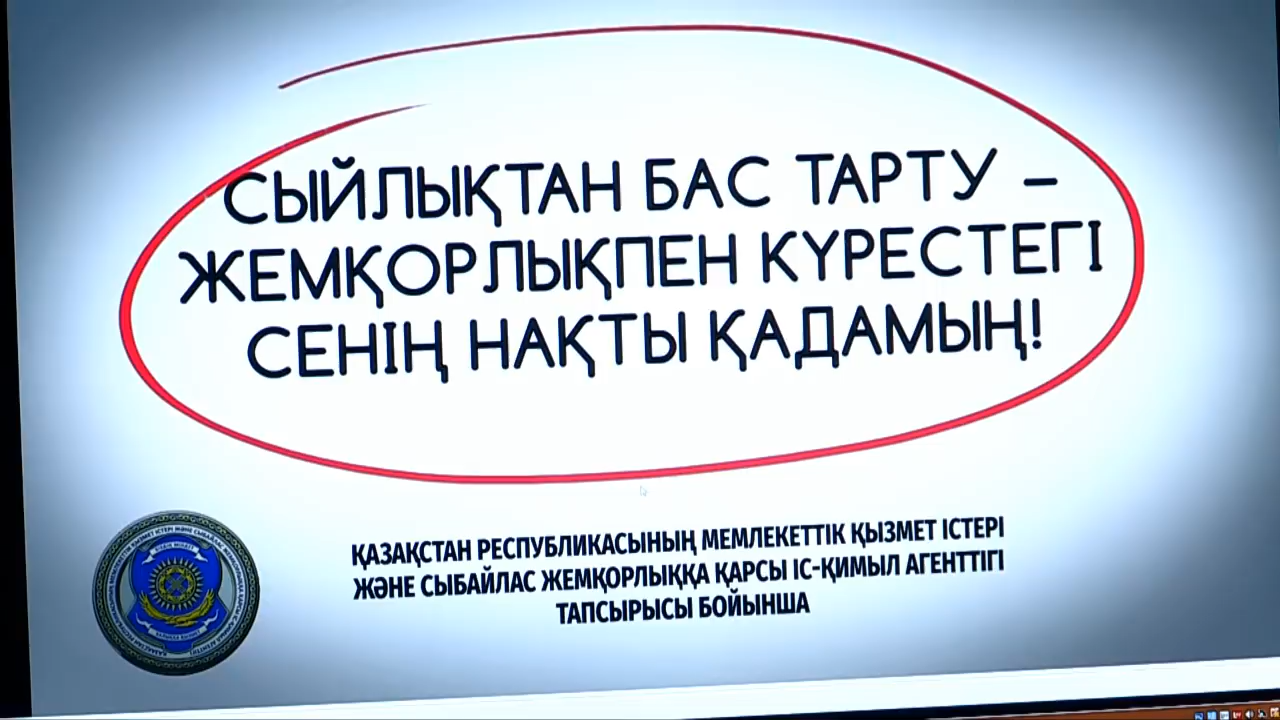 СЫЙЛЫҚТАН БАС ТАРТУ –
ЖЕМҚОРЛЫҚПЕН КҮРЕСТЕГІ
СЕНІҢ НАҚТЫ ҚАДАМЫҢ!
ҚАЗАҚСТАН РЕСПУБЛИКАСЫНЫҢ МЕМЛЕКЕТТІК ҚЫЗМЕТ ІСТЕРІ
ЖӘНЕ СЫБАЙЛАС ЖЕМҚОРЛЫҚҚА ҚАРСЫ ІС-ҚИМЫЛ АГЕНТТІГІ
ТАПСЫРЫСЫ БОЙЫНША